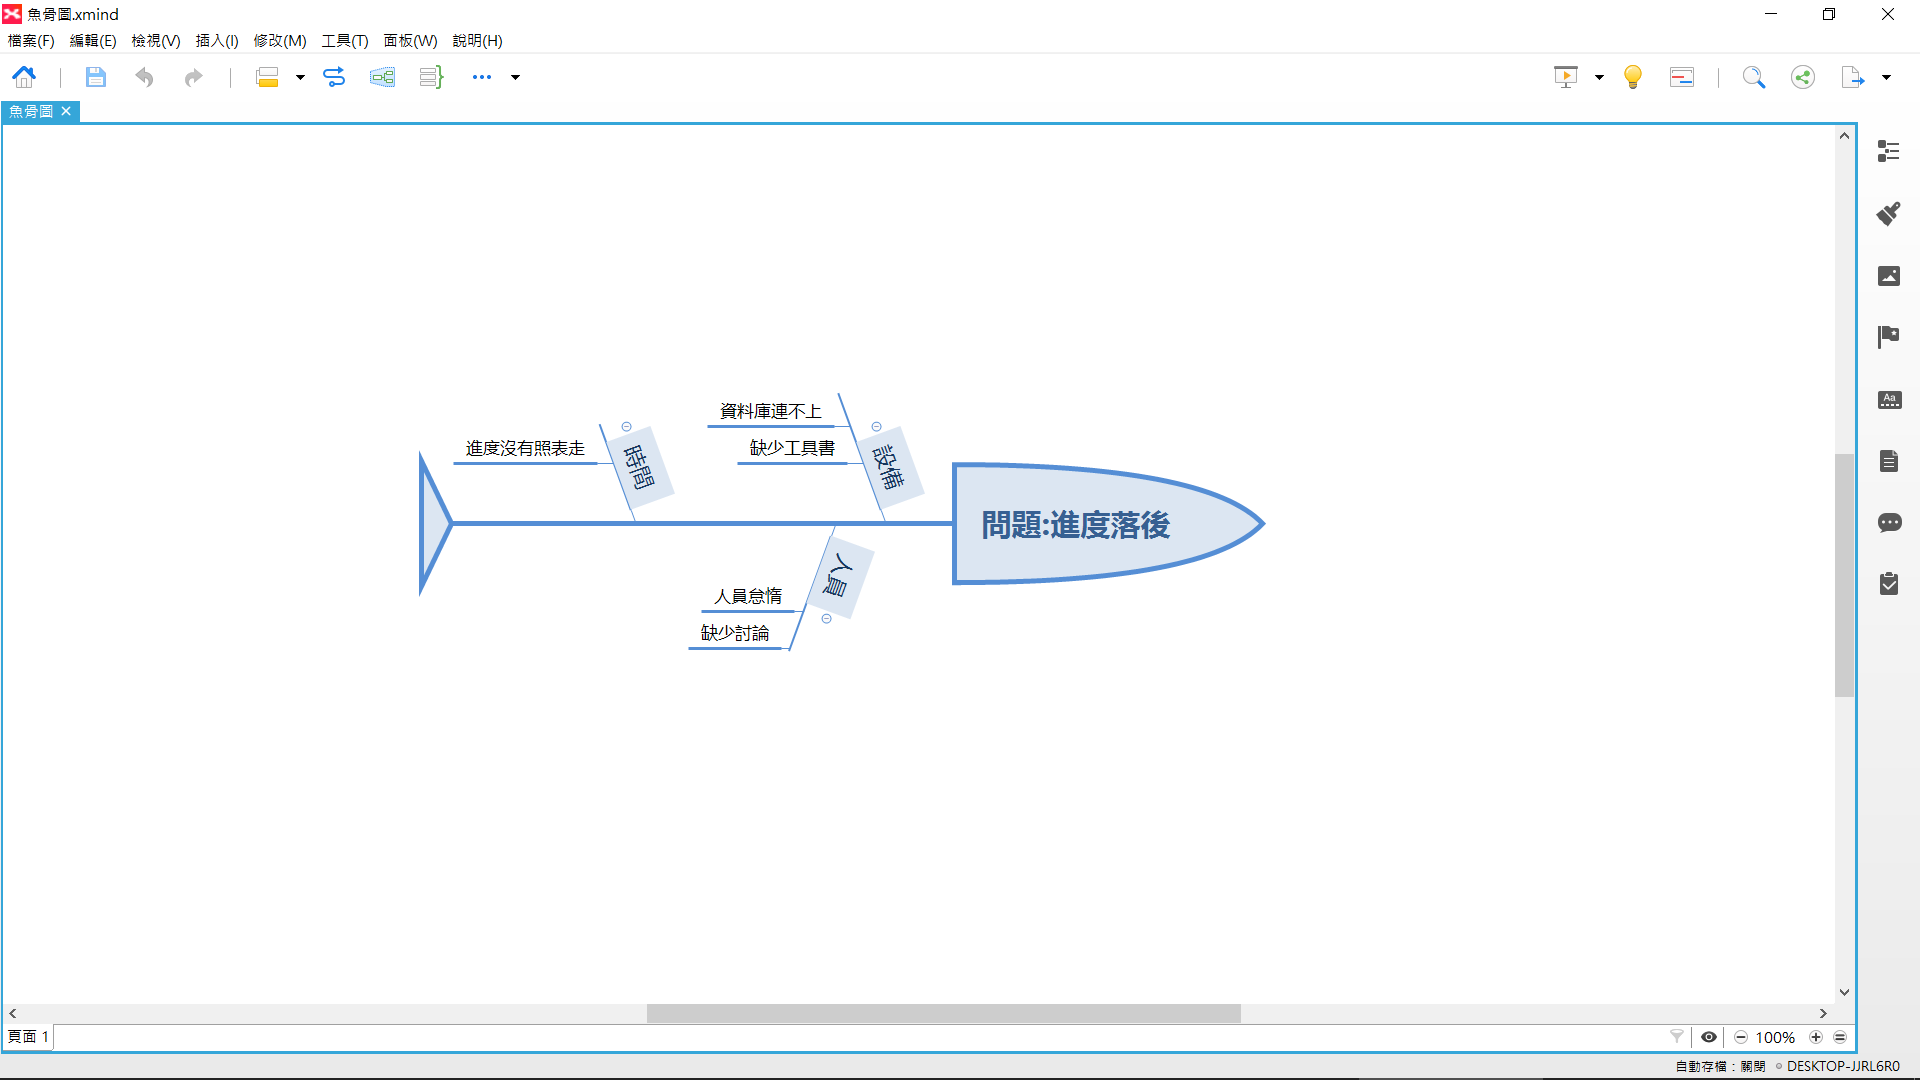 魚骨圖.xmind
檔案(F) 編輯(E) 檢視(V) 插入(I) 修改(M) 工具(T) 面板(W) 說明(H)
魚骨圖
資料庫連不上
進度沒有照表走
缺少工具書
時間
設備
問題:進度落後
人員
人員怠惰
缺少討論
頁面 1
100%
自動存檔：關閉 DESKTOP-JJRL6R0
Aa